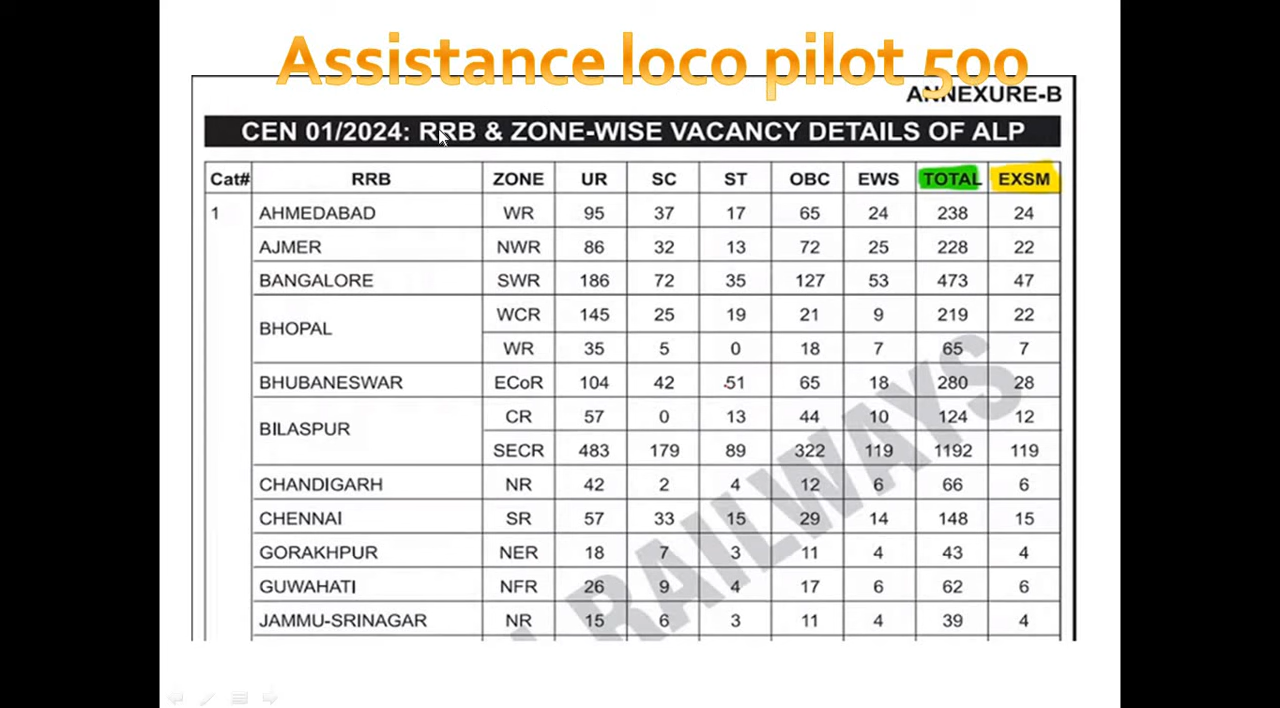 Assistance loco pilot 500
ANNEXURE-B
CEN 01/2024: RRB & ZONE-WISE VACANCY DETAILS OF ALP
Cat# RRB ZONE UR SC ST OBC EWS TOTAL EXSM
1 AHMEDABAD WR 95 37 17 65 24 238 24
AJMER NWR 86 32 13 72 25 228 22
BANGALORE SWR 186 72 35 127 53 473 47
BHOPAL WCR 145 25 19 21 9 219 22
WR 35 5 0 18 7 65 7
BHUBANESWAR ECoR 104 42 51 65 18 280 28
BILASPUR CR 57 0 13 44 10 124 12
SECR 483 179 89 322 119 1192 119
CHANDIGARH NR 42 2 4 12 6 66 6
CHENNAI SR 57 33 15 29 14 148 15
GORAKHPUR NER 18 7 3 11 4 43 4
GUWAHATI NFR 26 9 4 17 6 62 6
JAMMU-SRINAGAR NR 15 6 3 11 4 39 4
RAILWAYS